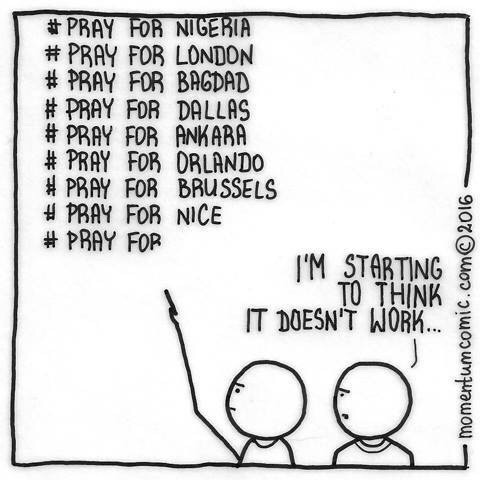 # PRAY FOR NIGERIA
# PRAY FOR LONDON
# PRAY FOR BAGDAD
# PRAY FOR DALLAS
# PRAY FOR ANKARA
# PRAY FOR ORLANDO
# PRAY FOR BRUSSELS
# PRAY FOR NICE
# PRAY FOR
I'M STARTING
TO THINK
IT DOESN'T WORK...
momentumcomic.com©2016